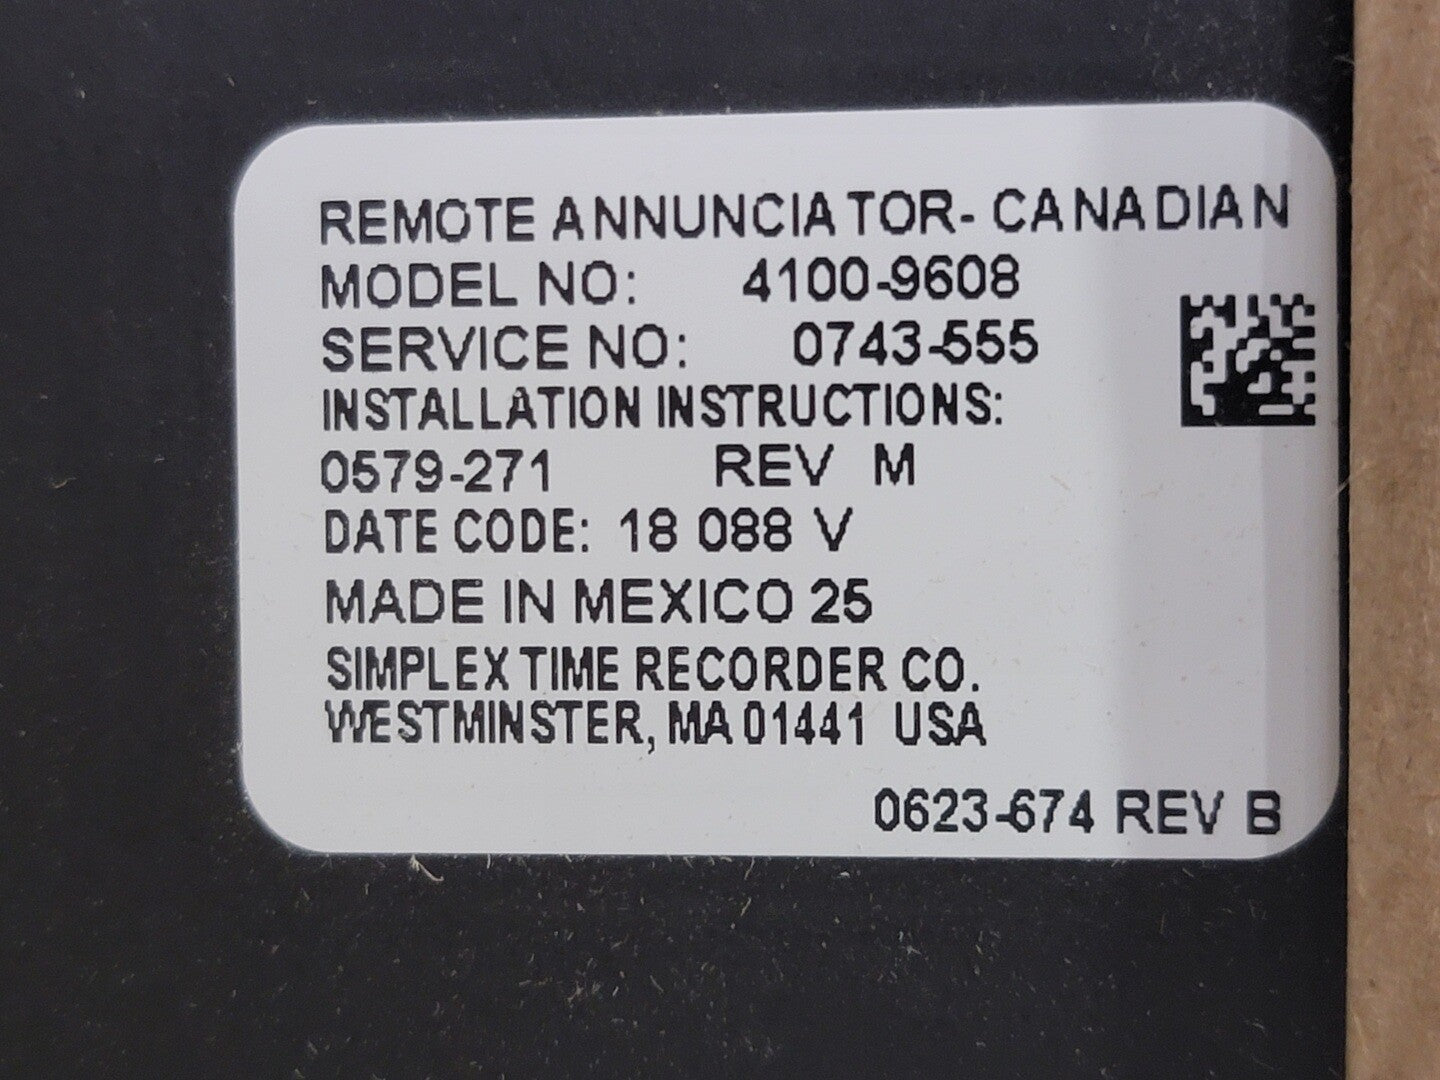 REMOTE ANNUNCIATOR- CANADIAN
MODEL NO: 4100-9608
SERVICE NO: 0743-555
INSTALLATION INSTRUCTIONS:
0579-271 REV M
DATE CODE: 18 088 V
MADE IN MEXICO 25
SIMPLEX TIME RECORDER CO.
WESTMINSTER, MA 01441 USA
0623-674 REV B